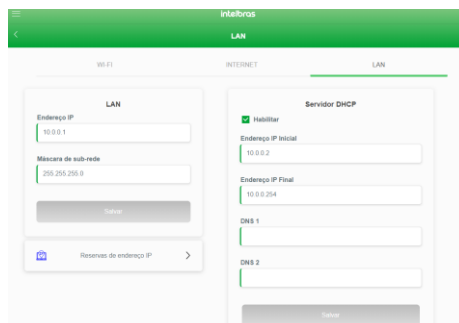 intelbras
LAN
WI-FI
INTERNET
LAN
LAN
Endereço IP
10.0.0.1
Máscara de sub-rede
255.255.255.0
Salvar
Reservas de endereço IP
Servidor DHCP
Habilitar
Endereço IP Inicial
10.0.0.2
Endereço IP Final
10.0.0.254
DNS 1
DNS 2
Salvar